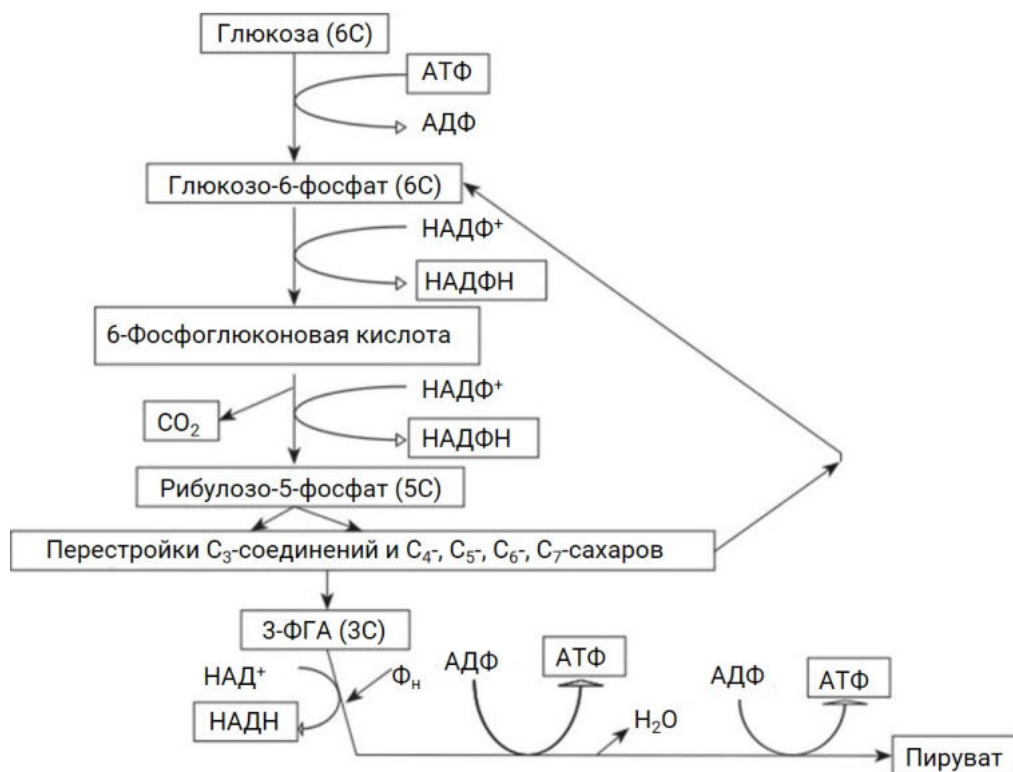 Глюкоза (6С)
АТФ
АДФ
Глюкозо-6-фосфат (6С)
НАДФ⁺
НАДФН
6-Фосфоглюконовая кислота
НАДФ⁺
CO₂
НАДФН
Рибулозо-5-фосфат (5С)
Перестройки С₃-соединений и С₄-, С₅-, С₆-, С₇-сахаров
3-ФГА (3С)
НАД⁺
Фₙ
АДФ
АТФ
АДФ
АТФ
НАДН
H₂O
Пируват